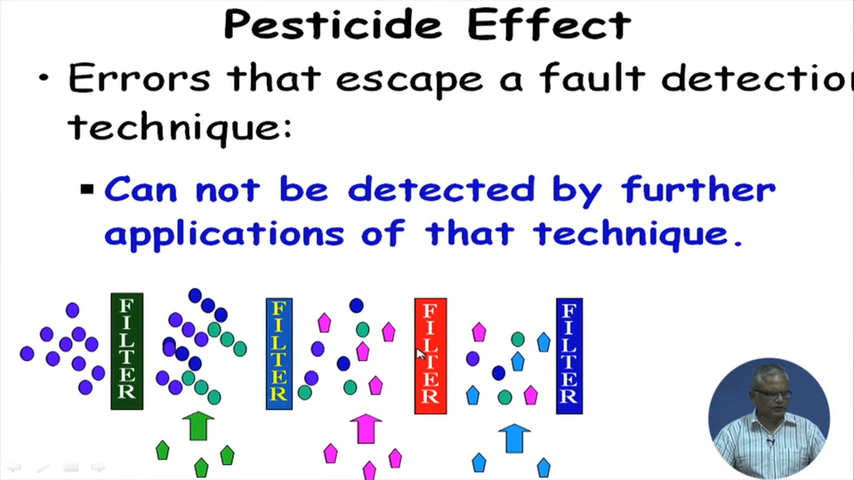 Pesticide Effect
• Errors that escape a fault detectio
technique:
▪ Can not be detected by further
applications of that technique.
FILTER
FILTER
FILTER
FILTER